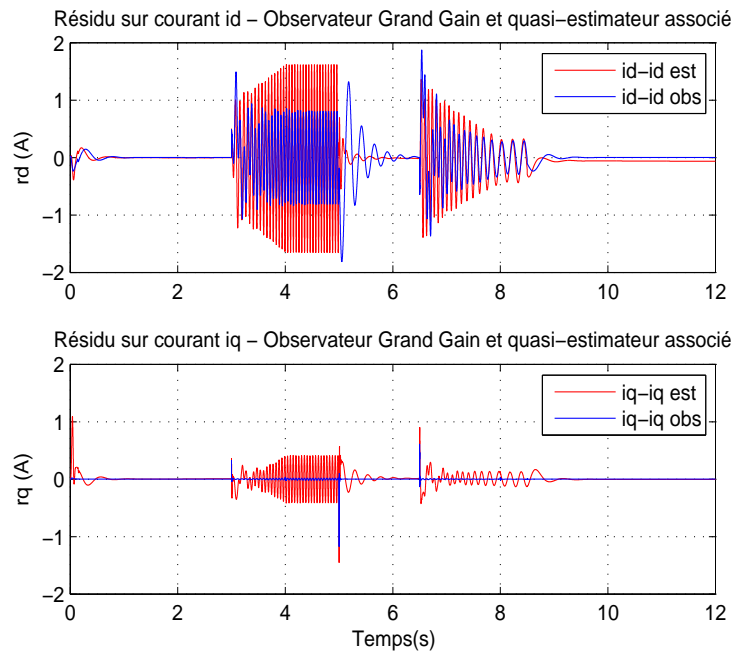 Résidu sur courant id − Observateur Grand Gain et quasi−estimateur associé
2
1
0
−1
−2
rd (A)
id−id est
id−id obs
0 2 4 6 8 10 12
Résidu sur courant iq − Observateur Grand Gain et quasi−estimateur associé
2
1
0
−1
−2
rq (A)
iq−iq est
iq−iq obs
0 2 4 6 8 10 12
Temps(s)